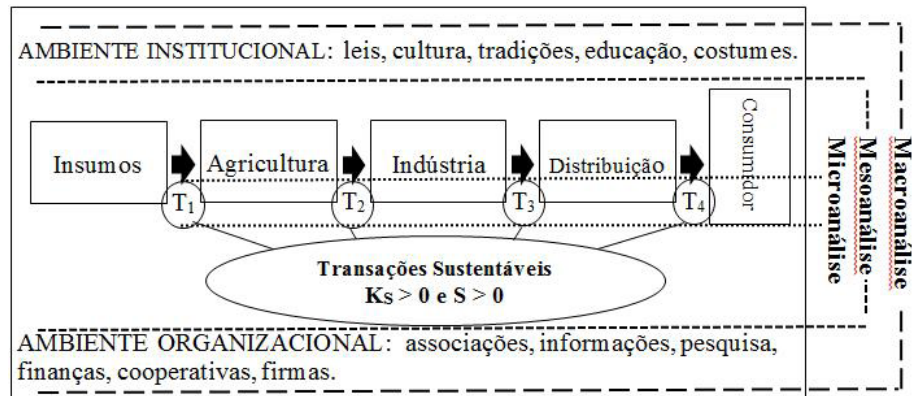 AMBIENTE INSTITUCIONAL: leis, cultura, tradições, educação, costumes.
Insumos
Agricultura
Indústria
Distribuição
Consumidor
T1
T2
T3
T4
Transações Sustentáveis
Ks > 0 e S > 0
Microanálise
Mesoanálise
Macroanálise
AMBIENTE ORGANIZACIONAL: associações, informações, pesquisa,
finanças, cooperativas, firmas.